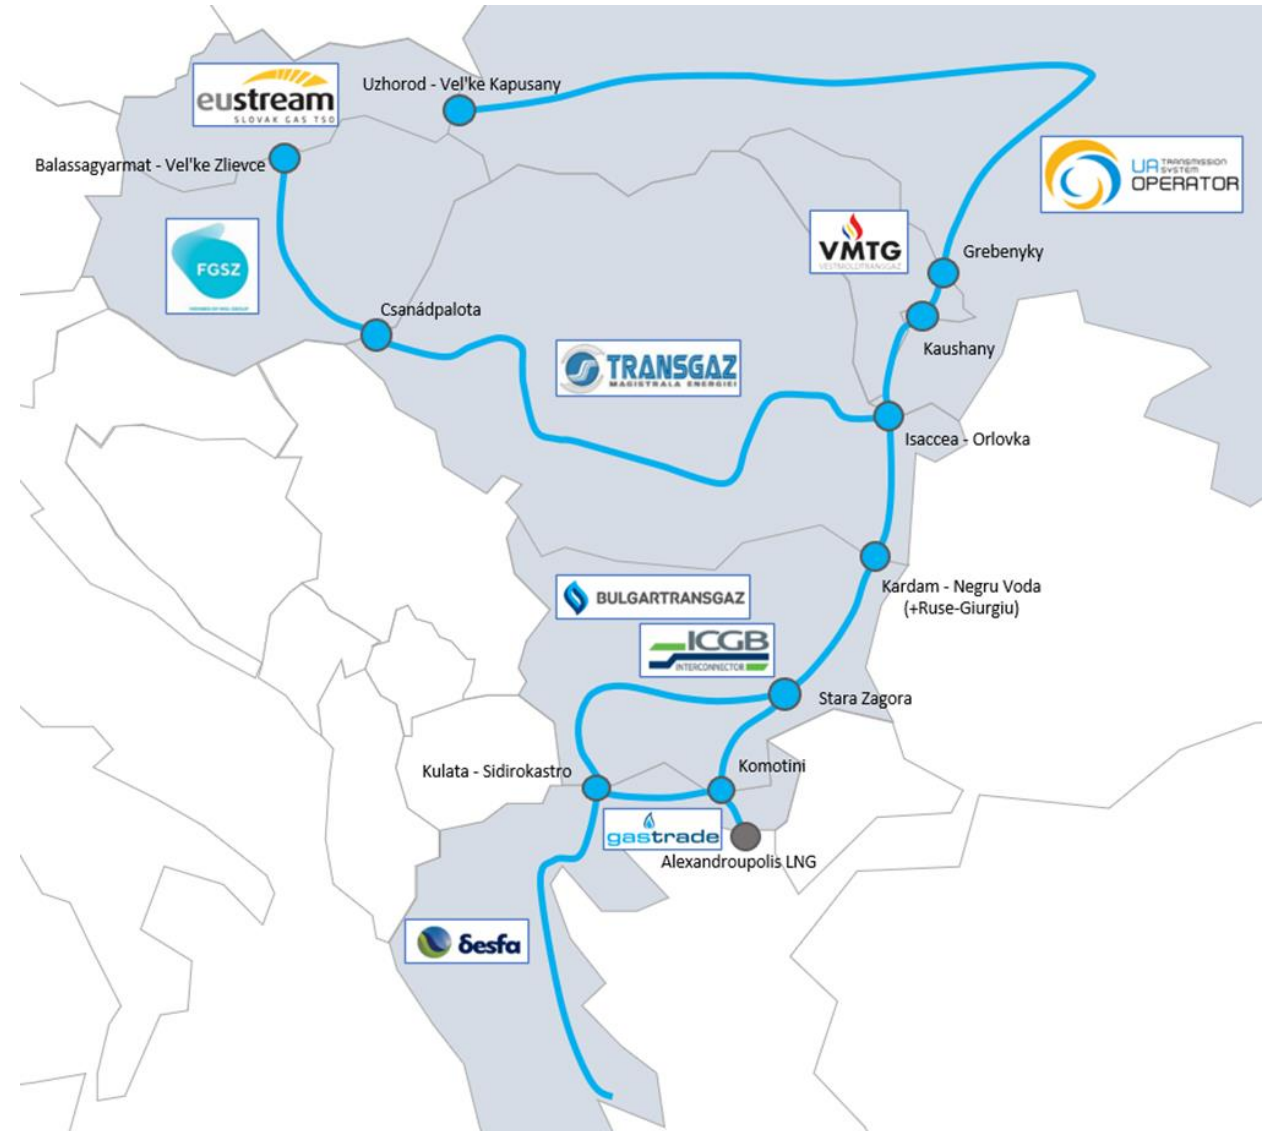 eustream
SLOVAK GAS TSO
Uzhorod - Vel'ke Kapusany
Balassagyarmat - Vel'ke Zlievce
UA TRANSMISSION
SYSTEM
OPERATOR
VMTG
VESTMOLDTRANSGAZ
Grebenyky
FGSZ
Csanádpalota
Kaushany
TRANSGAZ
MAGISTRALA ENERGIEI
Isaccea - Orlovka
BULGARTRANSGAZ
Kardam - Negru Voda
(+Ruse-Giurgiu)
ICGB
INTERCONNECTOR
Stara Zagora
Kulata - Sidirokastro
Komotini
gastrade
Alexandroupolis LNG
δesfa